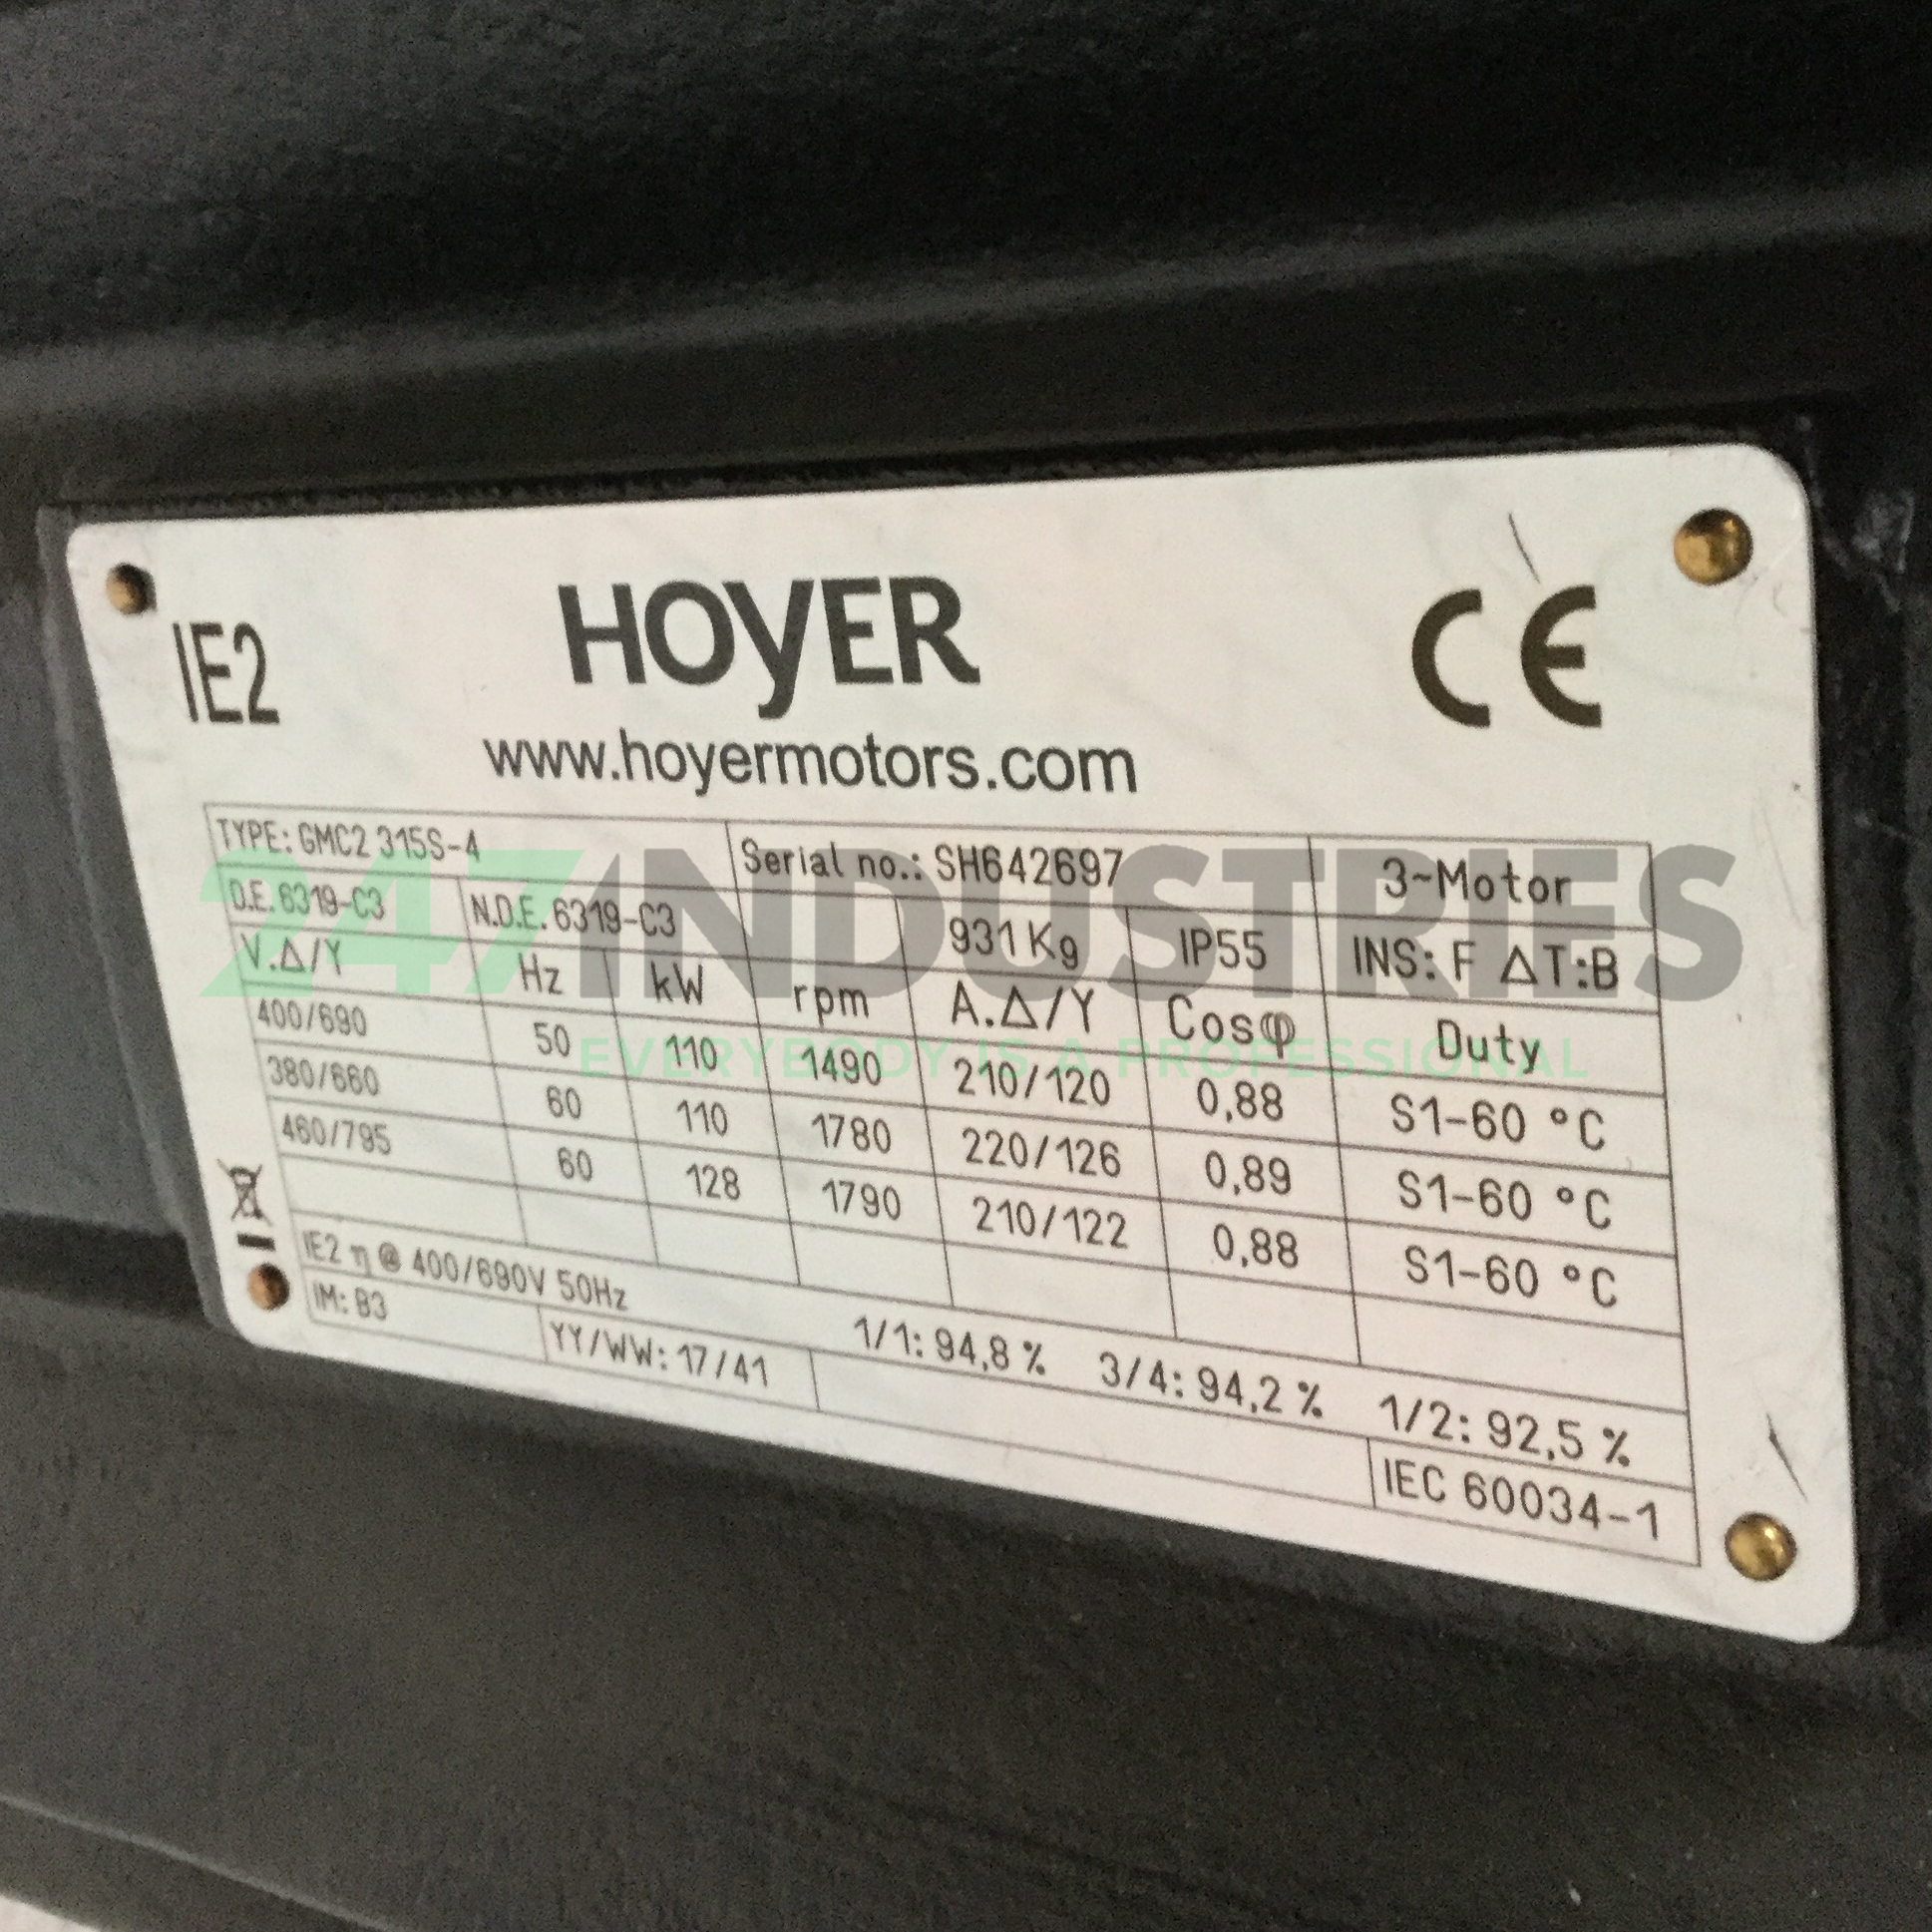 IE2
HOYER
CE
www.hoyermotors.com
TYPE: GMC2 315S-4 Serial no.: SH642697 3~Motor
D.E. 6319-C3 N.D.E. 6319-C3 931Kg IP55 INS: F ΔT:B
V.Δ/Y Hz kW rpm A.Δ/Y Cosφ Duty
400/690 50 110 1490 210/120 0,88 S1-60 °C
380/660 60 110 1780 220/126 0,89 S1-60 °C
460/795 60 128 1790 210/122 0,88 S1-60 °C
IE2 η @ 400/690V 50Hz 1/1: 94,8 % 3/4: 94,2 % 1/2: 92,5 %
IM: B3 YY/WW: 17/41 IEC 60034-1
247INDUSTRIES
EVERYBODY IS A PROFESSIONAL